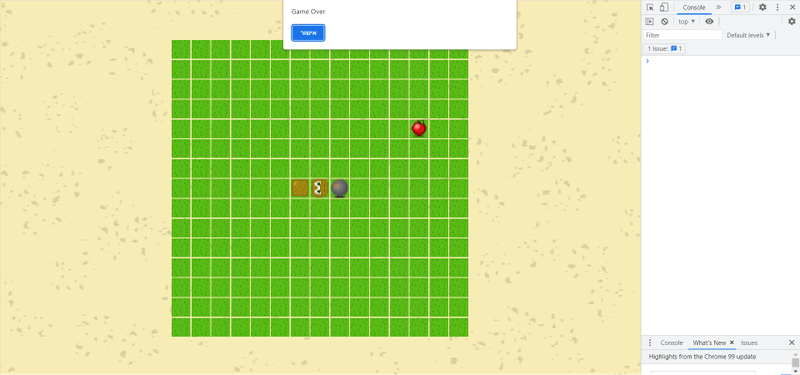 Game Over
אישור
Console
1
top
Filter
Default levels
1 Issue: 1
Console
What's New
Issues
Highlights from the Chrome 99 update